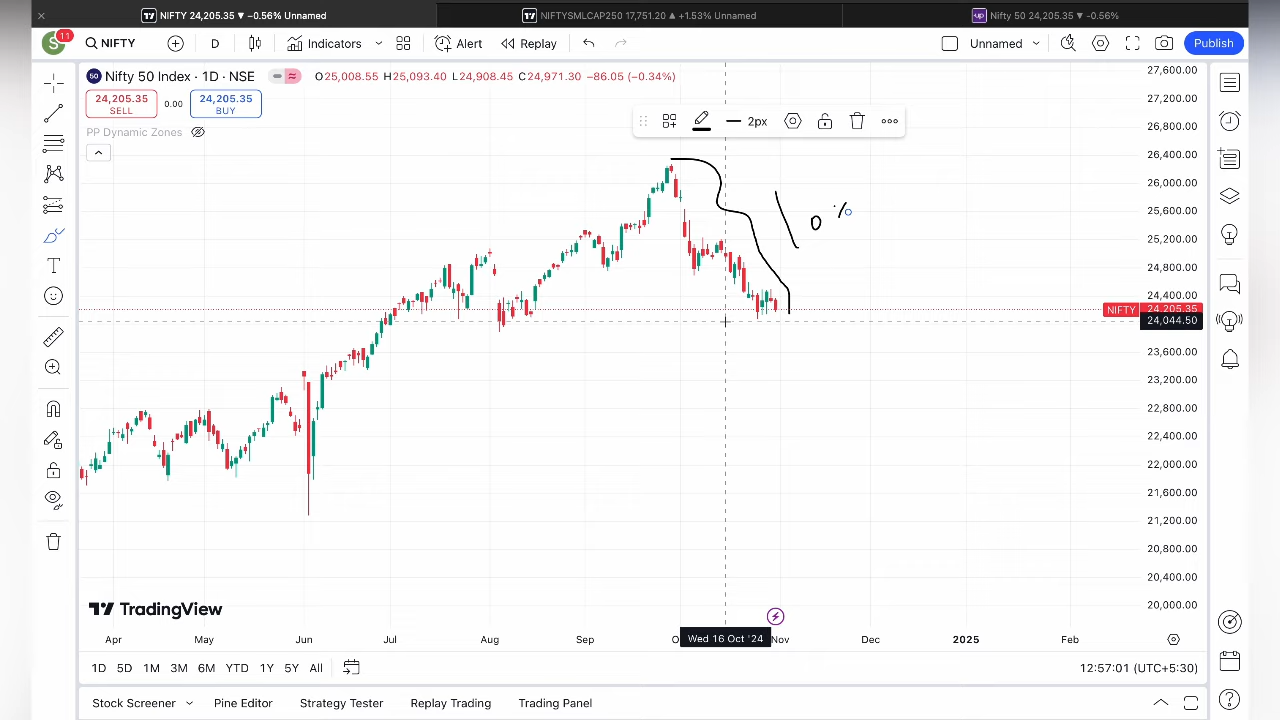 NIFTY 24,205.35 ▼ −0.56% Unnamed
NIFTYSMLCAP250 17,751.20 ▲ +1.53% Unnamed
Nifty 50 24,205.35 ▼ -0.56%
S 11
NIFTY
D
Indicators
Alert
Replay
Unnamed
Publish
50 Nifty 50 Index · 1D · NSE
O25,008.55 H25,093.40 L24,908.45 C24,971.30 −86.05 (−0.34%)
24,205.35
SELL
0.00
24,205.35
BUY
PP Dynamic Zones
2px
10 %
27,600.00
27,200.00
26,800.00
26,400.00
26,000.00
25,600.00
25,200.00
24,800.00
24,400.00
NIFTY 24,205.35
24,044.50
23,600.00
23,200.00
22,800.00
22,400.00
22,000.00
21,600.00
21,200.00
20,800.00
20,400.00
20,000.00
TradingView
Apr May Jun Jul Aug Sep Wed 16 Oct '24 Nov Dec 2025 Feb
1D 5D 1M 3M 6M YTD 1Y 5Y All
12:57:01 (UTC+5:30)
Stock Screener Pine Editor Strategy Tester Replay Trading Trading Panel